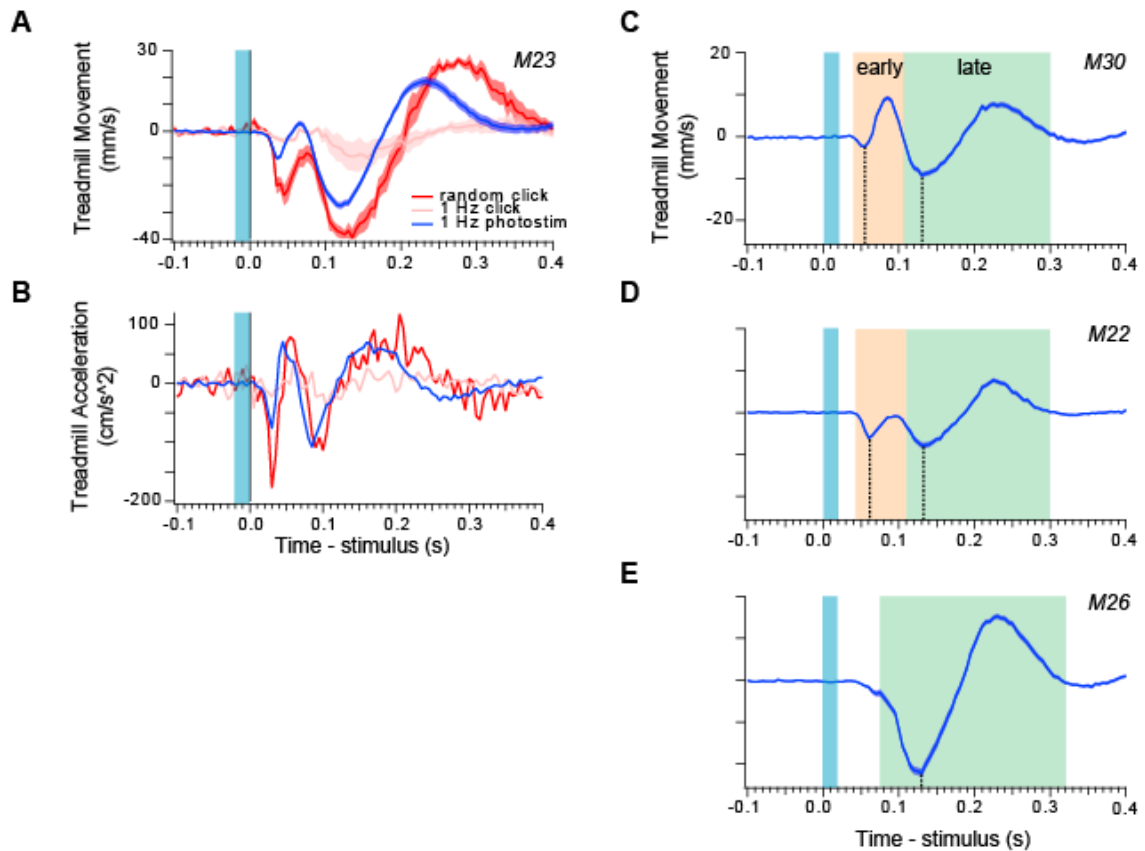 A
Treadmill Movement
(mm/s)
30
0
-40
M23
random click
1 Hz click
1 Hz photostim
-0.1
0.0
0.1
0.2
0.3
0.4
B
Treadmill Acceleration
(cm/s^2)
100
0
-200
-0.1
0.0
0.1
0.2
0.3
0.4
Time - stimulus (s)
C
Treadmill Movement
(mm/s)
20
0
-20
early
late
M30
-0.1
0.0
0.1
0.2
0.3
0.4
D
M22
-0.1
0.0
0.1
0.2
0.3
0.4
E
M26
-0.1
0.0
0.1
0.2
0.3
0.4
Time - stimulus (s)